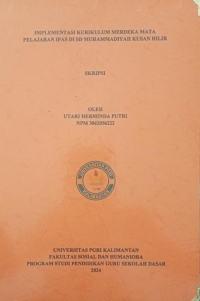 IMPLEMENTASI KURIKULUM MERDEKA MATA
PELAJARAN IPAS DI SD MUHAMMADIYAH KUSAN HILIR
SKRIPSI
OLEH
UTARI HERMINDA PUTRI
NPM
UNIVERSITAS PGRI KALIMANTAN
FAKULTAS SOSIAL DAN HUMANIORA
PROGRAM STUDI PENDIDIKAN GURU SEKOLAH DASAR
2024